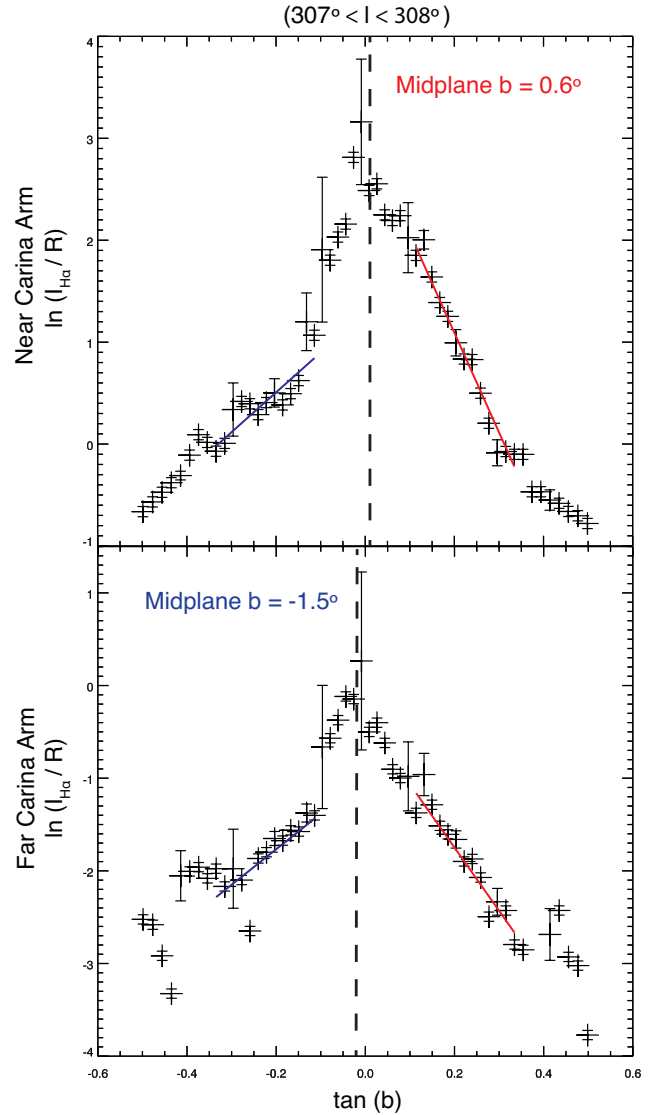 (307° < l < 308°)
Midplane b = 0.6°
Near Carina Arm
ln (I_Hα / R)
4
3
2
1
0
-1
Midplane b = -1.5°
Far Carina Arm
ln (I_Hα / R)
1
0
-1
-2
-3
-4
-0.6 -0.4 -0.2 0.0 0.2 0.4 0.6
tan (b)